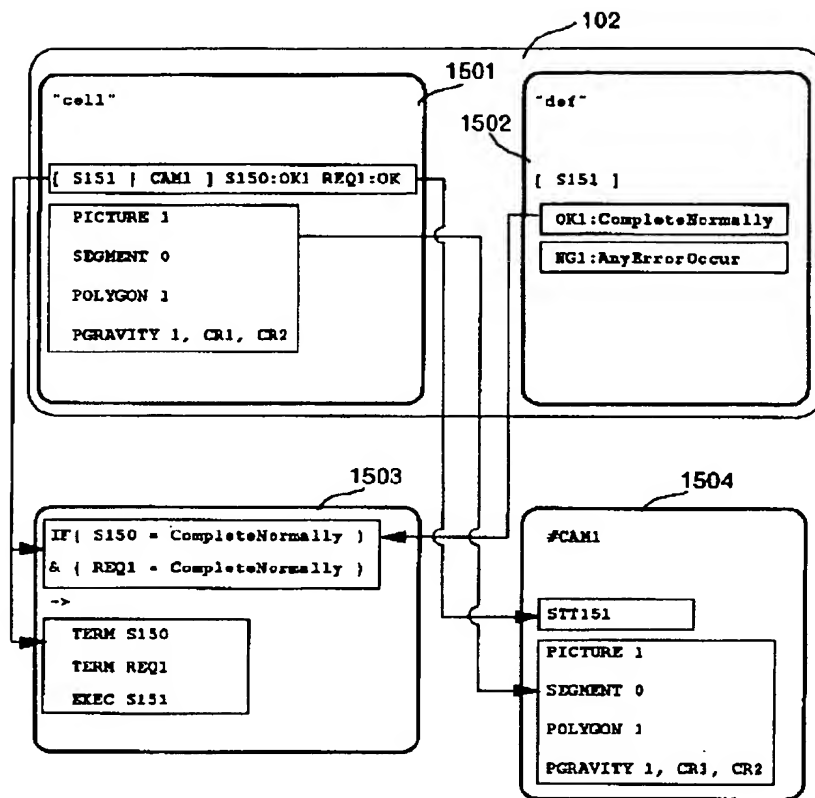 102
1501
"cell"
[ S151 | CAM1 ] S150:OK1 REQ1:OK
PICTURE 1
SEGMENT 0
POLYGON 1
PGRAVITY 1, CR1, CR2
1502
"def"
[ S151 ]
OK1:CompleteNormally
NG1:AnyErrorOccur
1503
IF( S150 = CompleteNormally )
& ( REQ1 = CompleteNormally )
->
TERM S150
TERM REQ1
EXEC S151
1504
#CAM1
STT151
PICTURE 1
SEGMENT 0
POLYGON 1
PGRAVITY 1, CR1, CR2